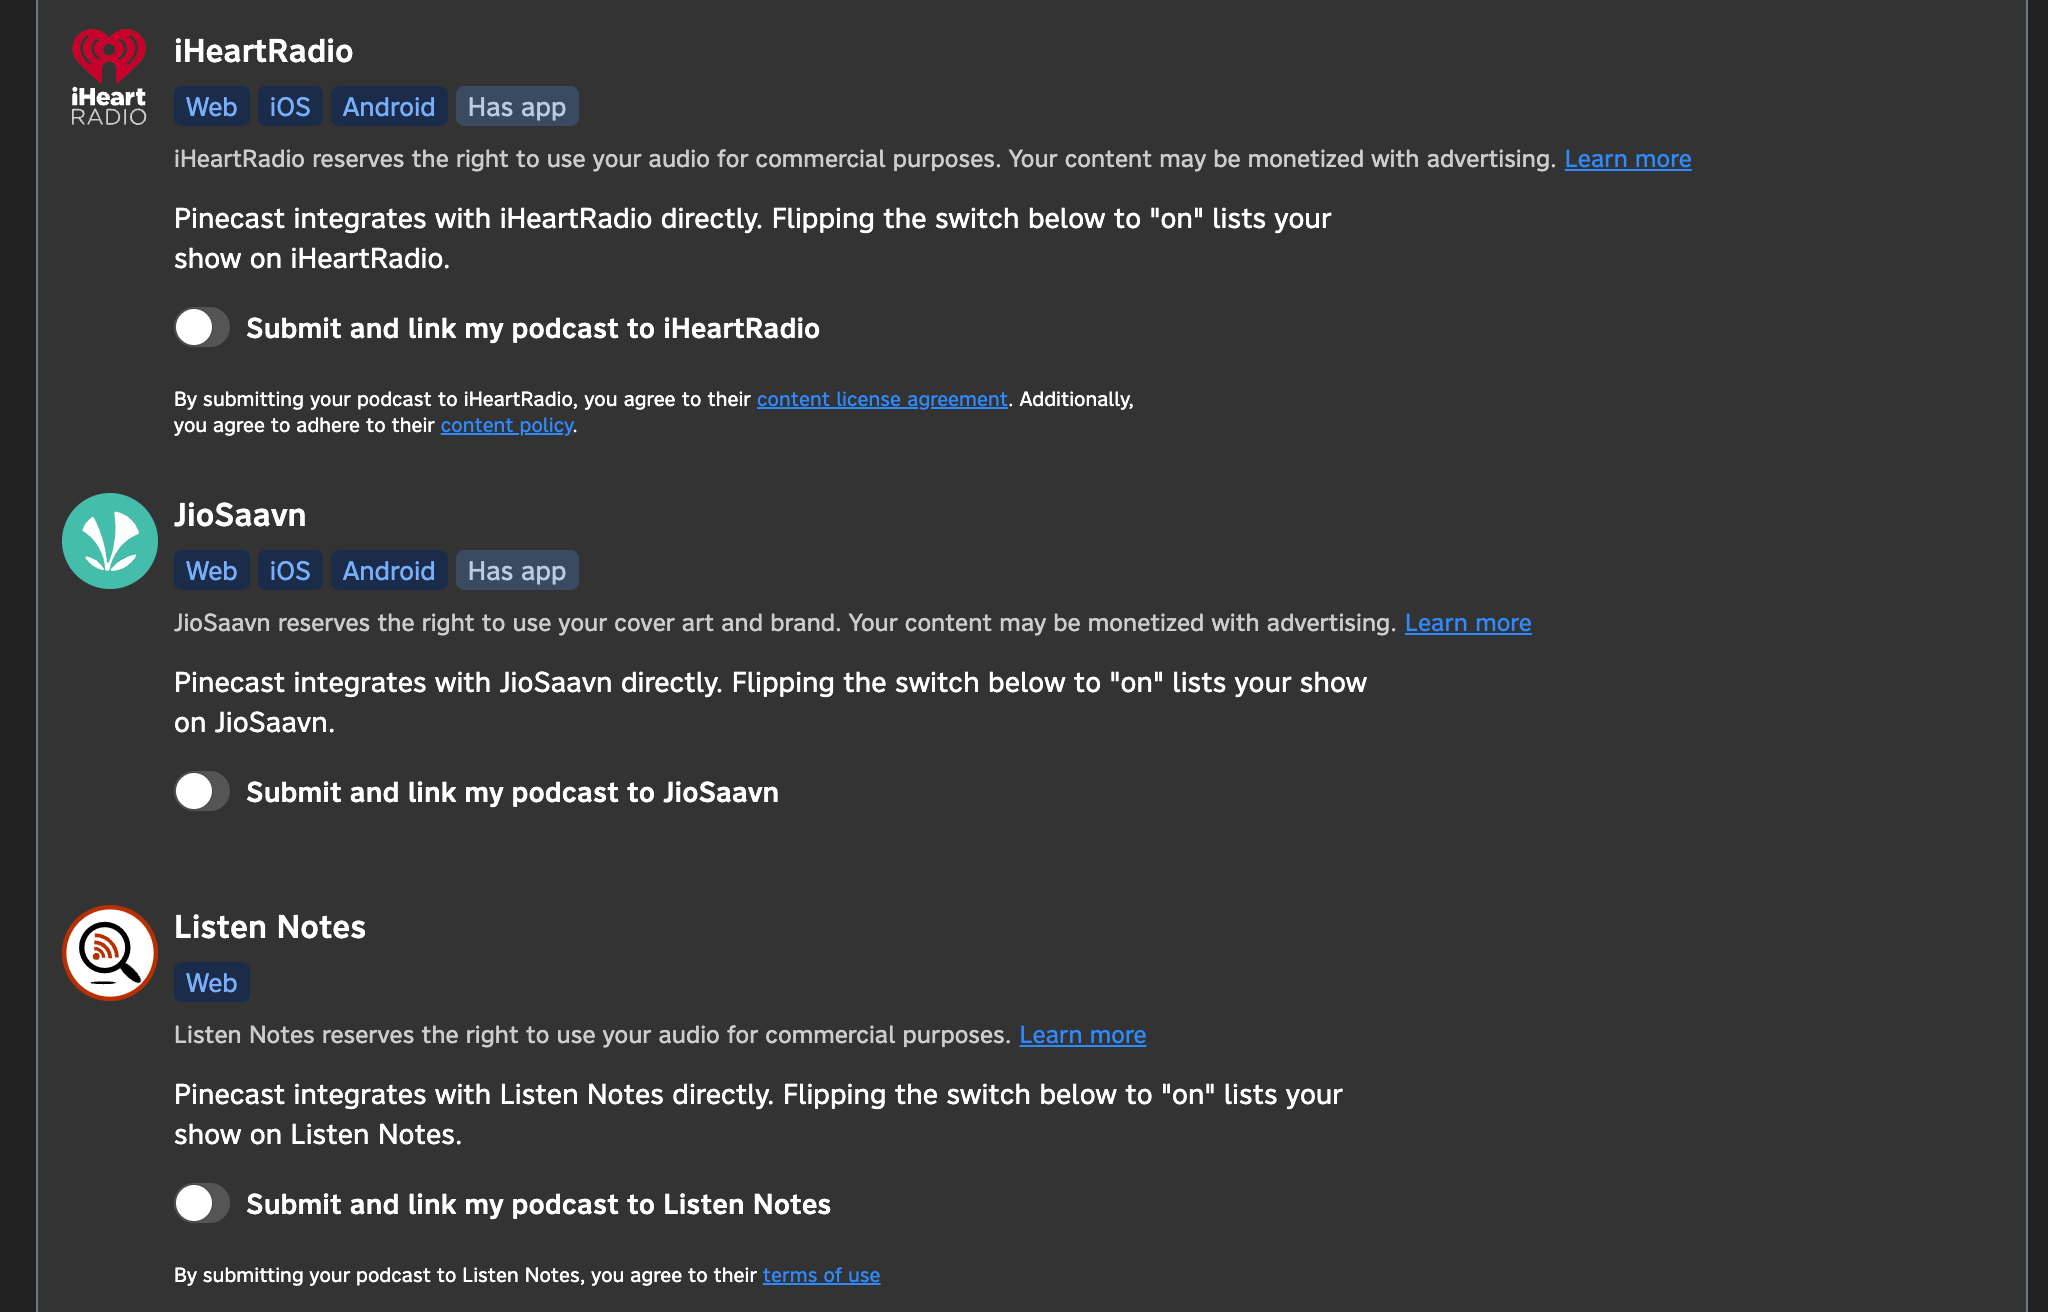 iHeart
RADIO
iHeartRadio
Web iOS Android Has app
iHeartRadio reserves the right to use your audio for commercial purposes. Your content may be monetized with advertising. Learn more
Pinecast integrates with iHeartRadio directly. Flipping the switch below to "on" lists your
show on iHeartRadio.
Submit and link my podcast to iHeartRadio
By submitting your podcast to iHeartRadio, you agree to their content license agreement. Additionally,
you agree to adhere to their content policy.
JioSaavn
Web iOS Android Has app
JioSaavn reserves the right to use your cover art and brand. Your content may be monetized with advertising. Learn more
Pinecast integrates with JioSaavn directly. Flipping the switch below to "on" lists your show
on JioSaavn.
Submit and link my podcast to JioSaavn
Listen Notes
Web
Listen Notes reserves the right to use your audio for commercial purposes. Learn more
Pinecast integrates with Listen Notes directly. Flipping the switch below to "on" lists your
show on Listen Notes.
Submit and link my podcast to Listen Notes
By submitting your podcast to Listen Notes, you agree to their terms of use